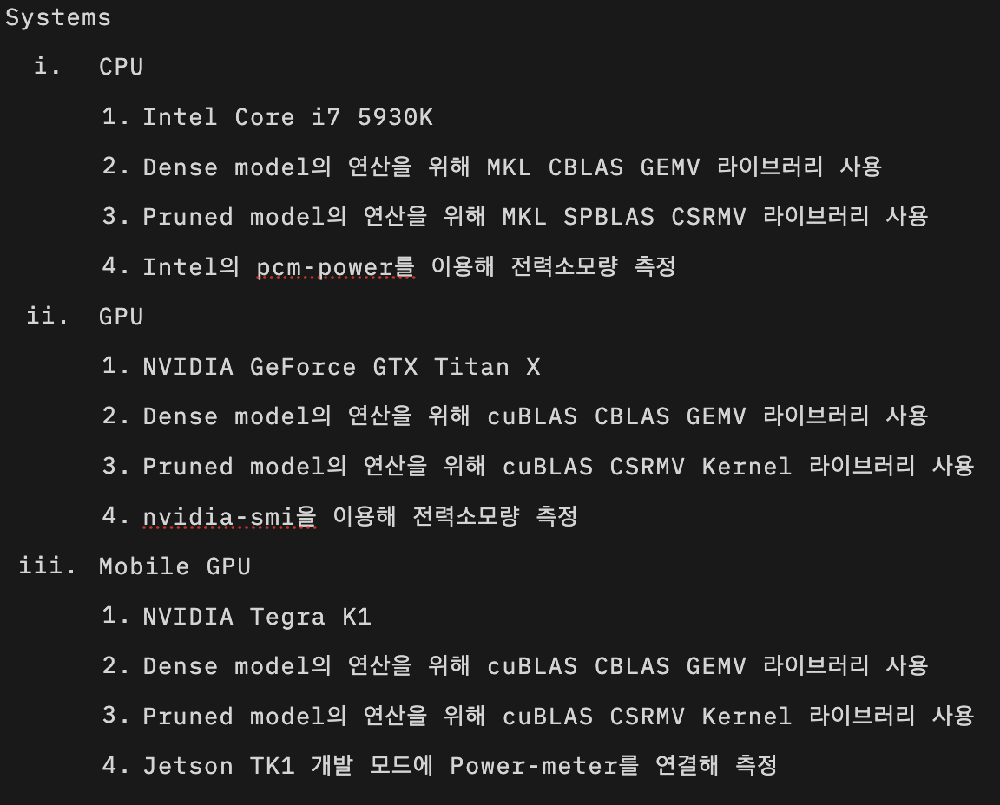 Systems
i. CPU
1. Intel Core i7 5930K
2. Dense model의 연산을 위해 MKL CBLAS GEMV 라이브러리 사용
3. Pruned model의 연산을 위해 MKL SPBLAS CSRMV 라이브러리 사용
4. Intel의 pcm-power를 이용해 전력소모량 측정
ii. GPU
1. NVIDIA GeForce GTX Titan X
2. Dense model의 연산을 위해 cuBLAS CBLAS GEMV 라이브러리 사용
3. Pruned model의 연산을 위해 cuBLAS CSRMV Kernel 라이브러리 사용
4. nvidia-smi을 이용해 전력소모량 측정
iii. Mobile GPU
1. NVIDIA Tegra K1
2. Dense model의 연산을 위해 cuBLAS CBLAS GEMV 라이브러리 사용
3. Pruned model의 연산을 위해 cuBLAS CSRMV Kernel 라이브러리 사용
4. Jetson TK1 개발 모드에 Power-meter를 연결해 측정